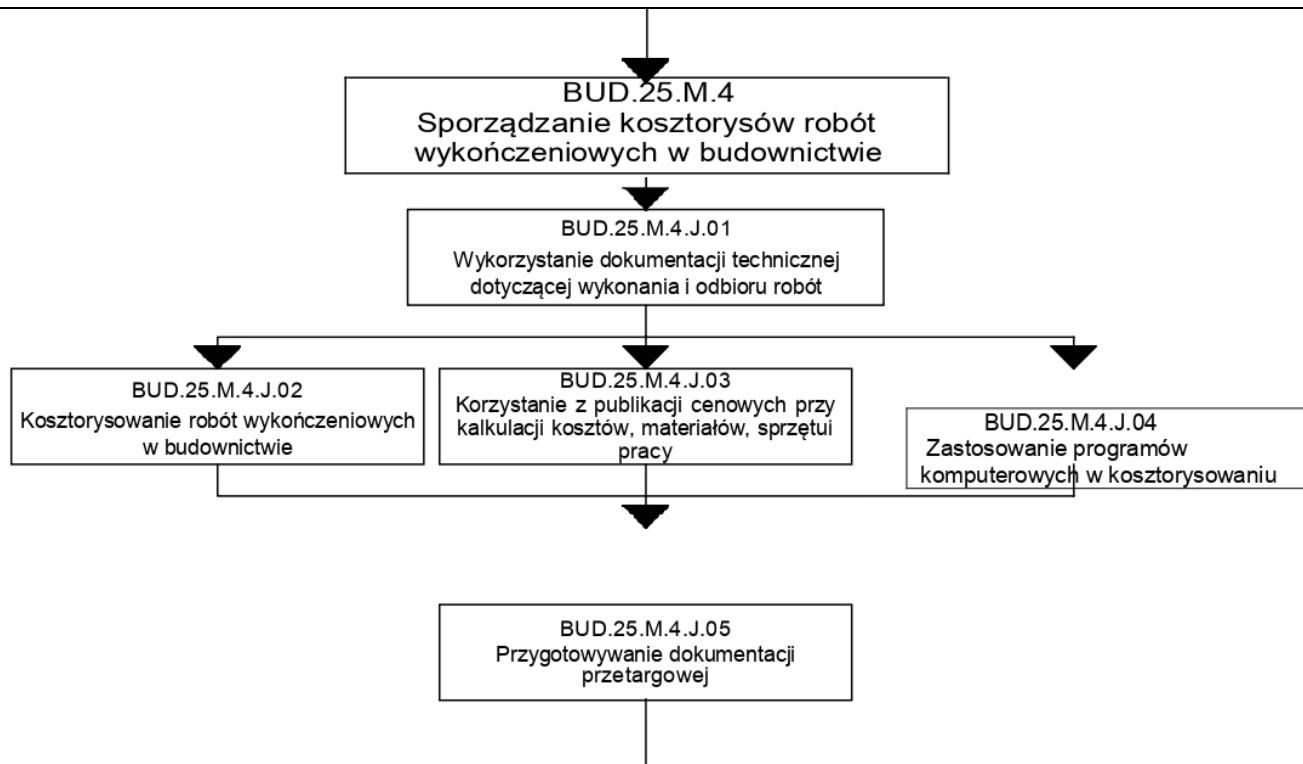 BUD.25.M.4
Sporządzanie kosztorysów robót
wykończeniowych w budownictwie
BUD.25.M.4.J.01
Wykorzystanie dokumentacji technicznej
dotyczącej wykonania i odbioru robót
BUD.25.M.4.J.02
Kosztorysowanie robót wykończeniowych
w budownictwie
BUD.25.M.4.J.03
Korzystanie z publikacji cenowych przy
kalkulacji kosztów, materiałów, sprzętui
pracy
BUD.25.M.4.J.04
Zastosowanie programów
komputerowych w kosztorysowaniu
BUD.25.M.4.J.05
Przygotowywanie dokumentacji
przetargowej